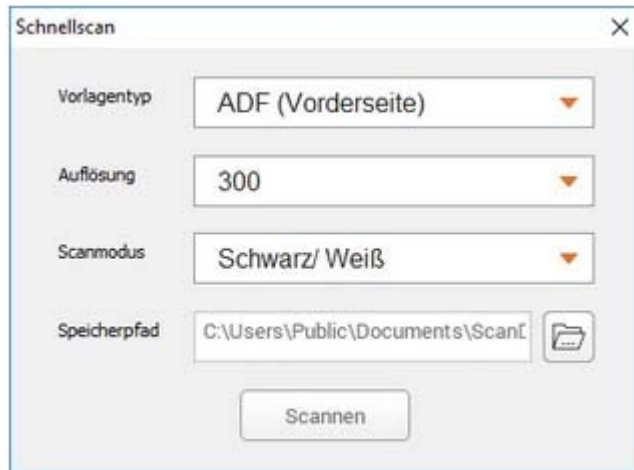 Schnellscan
Vorlagentyp ADF (Vorderseite)
Auflösung 300
Scanmodus Schwarz/ Weiß
Speicherpfad C:\Users\Public\Documents\Scan
Scannen